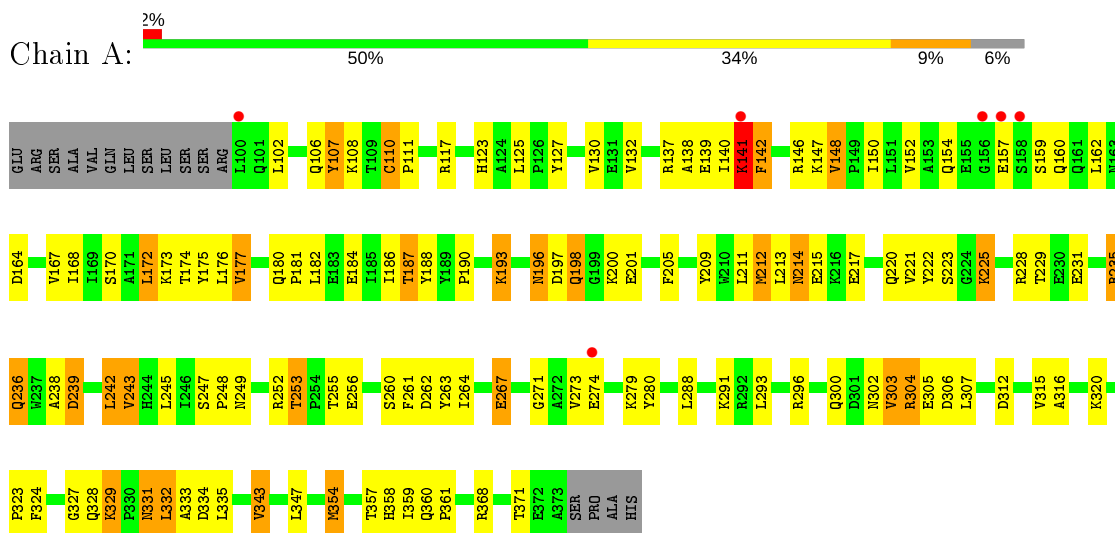 2%
Chain A:
50% 34% 9% 6%
GLU ARG SER ALA VAL GLN LEU SER LEU SER SER ARG L100 Q101 L102 Q106 Y107 K108 T109 C110 P111 R117 H123 A124 L125 P126 Y127 V130 E131 V132 R137 A138 E139 I140 K141 F142 R146 K147 V148 P149 I150 L151 V152 A153 Q154 E155 G156 E157 S158 S159 Q160 Q161 L162 N163
D164 V167 I168 I169 S170 A171 L172 K173 T174 Y175 L176 V177 Q180 P181 L182 E183 E184 I185 I186 T187 Y188 Y189 P190 K193 N196 D197 Q198 G199 K200 E201 F205 Y209 W210 L211 M212 L213 N214 E215 K216 E217 Q220 V221 Y222 S223 G224 K225 R228 T229 E230 E231 R235
Q236 W237 A238 D239 L242 V243 H244 L245 I246 S247 P248 N249 R252 T253 P254 T255 E256 S260 F261 D262 Y263 I264 E267 G271 A272 V273 E274 K279 Y280 L288 K291 R292 L293 R296 Q300 D301 N302 V303 R304 E305 D306 L307 D312 V315 A316 K320
P323 F324 G327 Q328 K329 P330 N331 L332 A333 D334 L335 V343 L347 M354 T357 H358 I359 Q360 P361 R368 T371 E372 A373 SER PRO ALA HIS